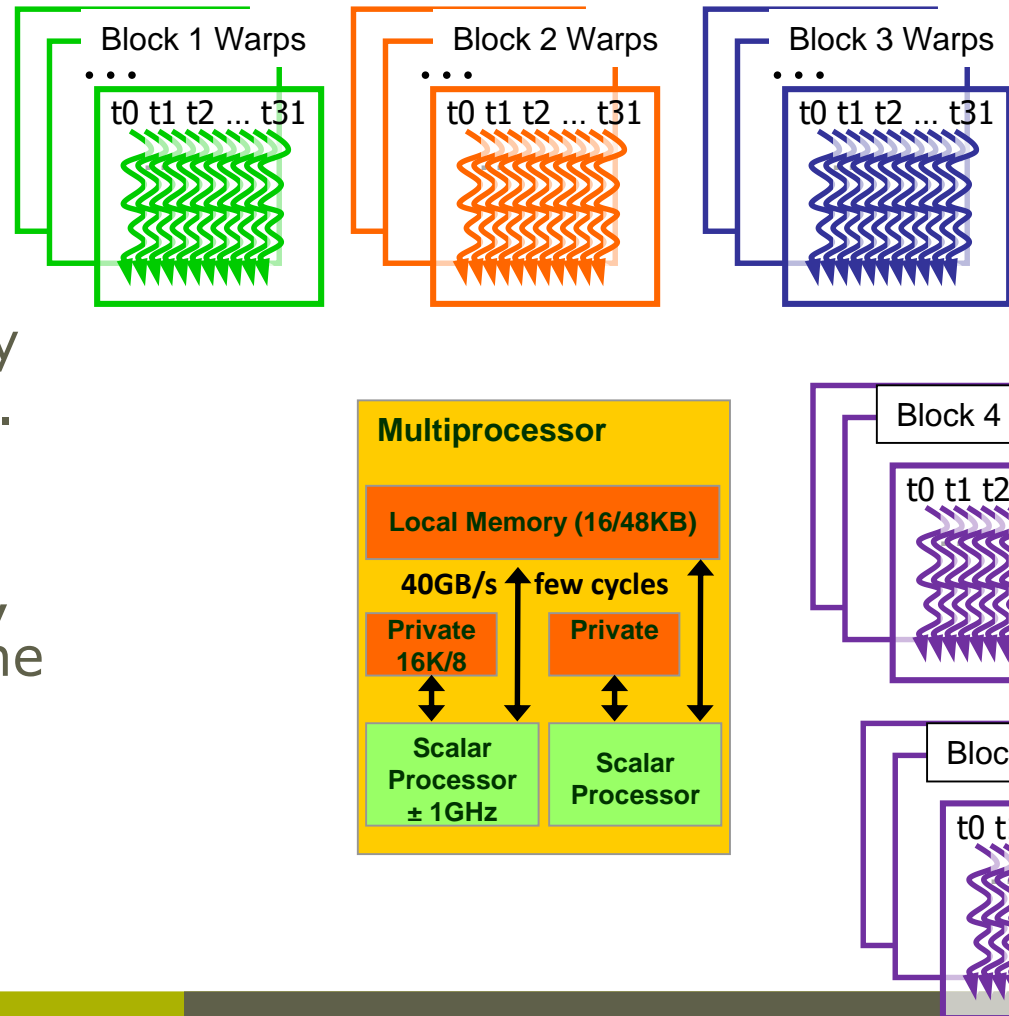 Block 1 Warps
. . .
t0 t1 t2 ... t31
Block 2 Warps
. . .
t0 t1 t2 ... t31
Block 3 Warps
. . .
t0 t1 t2 ... t31
Multiprocessor
Local Memory (16/48KB)
40GB/s few cycles
Private
16K/8
Private
Scalar
Processor
± 1GHz
Scalar
Processor
Block 4
t0 t1 t2